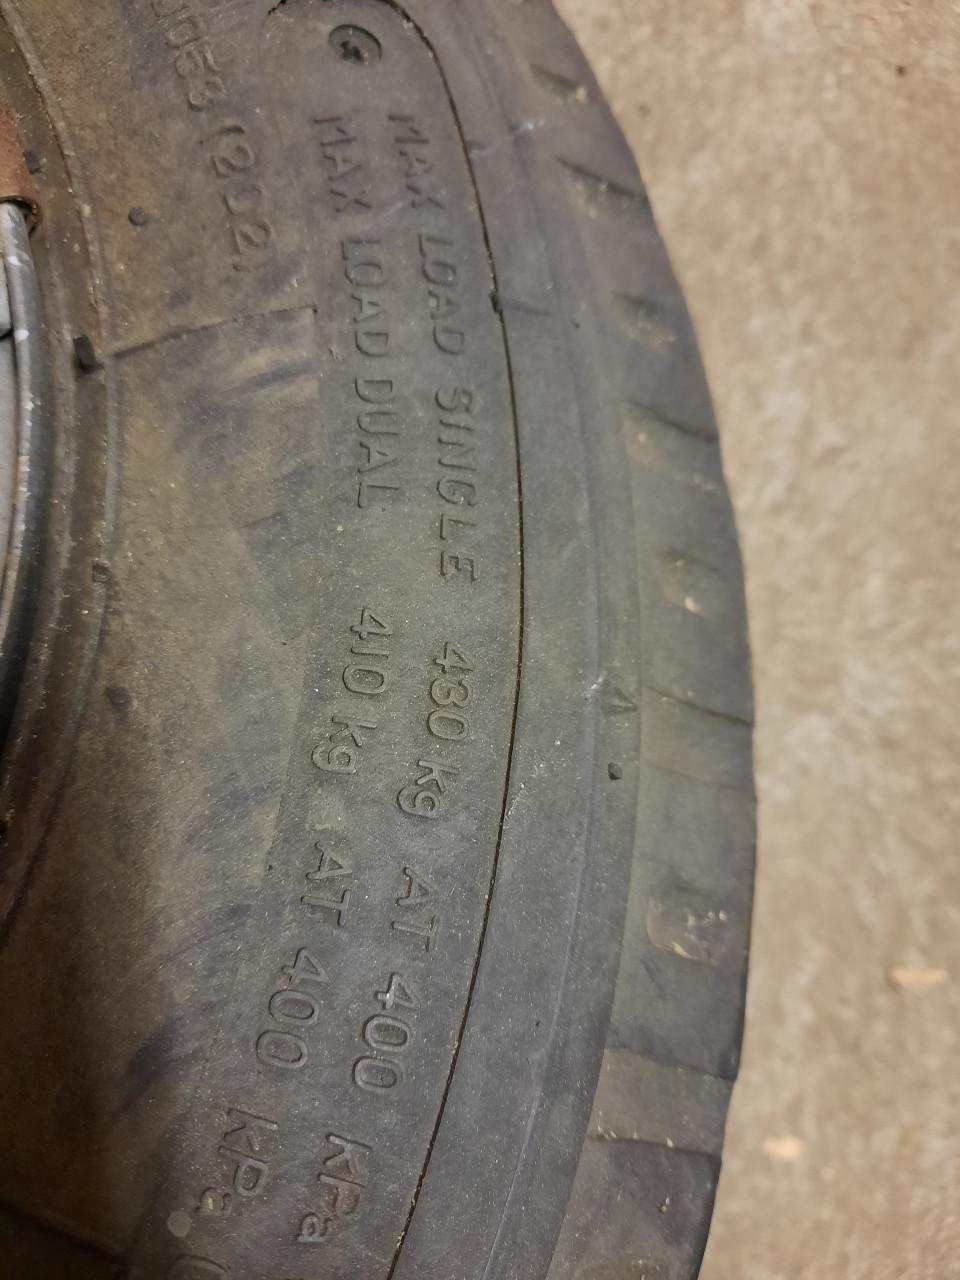 MAX LOAD SINGLE 430 kg AT 400 KPa
MAX LOAD DUAL 410 kg AT 400 KPa